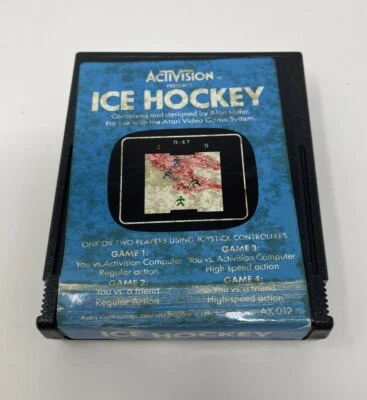 ACTIVISION™
PRESENTS
ICE HOCKEY
Conceived and designed by Alan Miller.
For use with the Atari Video Game System.
2 0:47 5
ONE OR TWO PLAYERS USING JOYSTICK CONTROLLERS
GAME 1: GAME 3:
You vs. Activision Computer You vs. Activision Computer
Regular action High-speed action
GAME 2: GAME 4:
You vs. a friend You vs. a friend
Regular Action High-speed action
AX-012
ICE HOCKEY